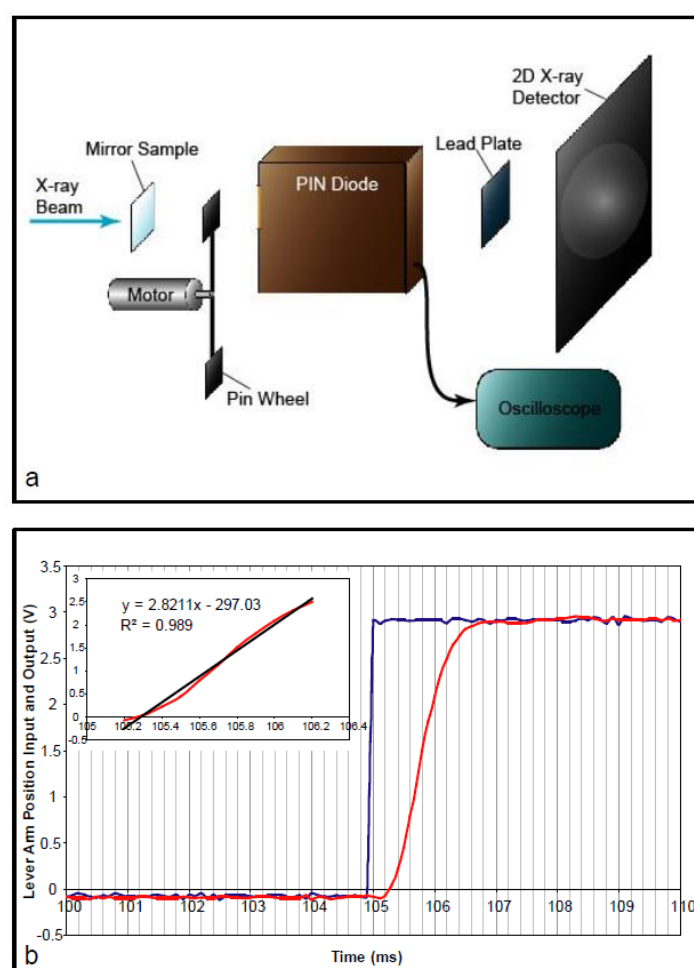 2D X-ray
Detector
Mirror Sample
Lead Plate
X-ray
Beam
PIN Diode
Motor
Pin Wheel
Oscilloscope
a
Lever Arm Position Input and Output (V)
3.5
3
2.5
2
1.5
1
0.5
0
-0.5
100 101 102 103 104 105 106 107 108 109 110
Time (ms)
y = 2.8211x - 297.03
R² = 0.989
3
2.5
2
1.5
1
0.5
0
-0.5
105 105.2 105.4 105.6 105.8 106 106.2 106.4
b